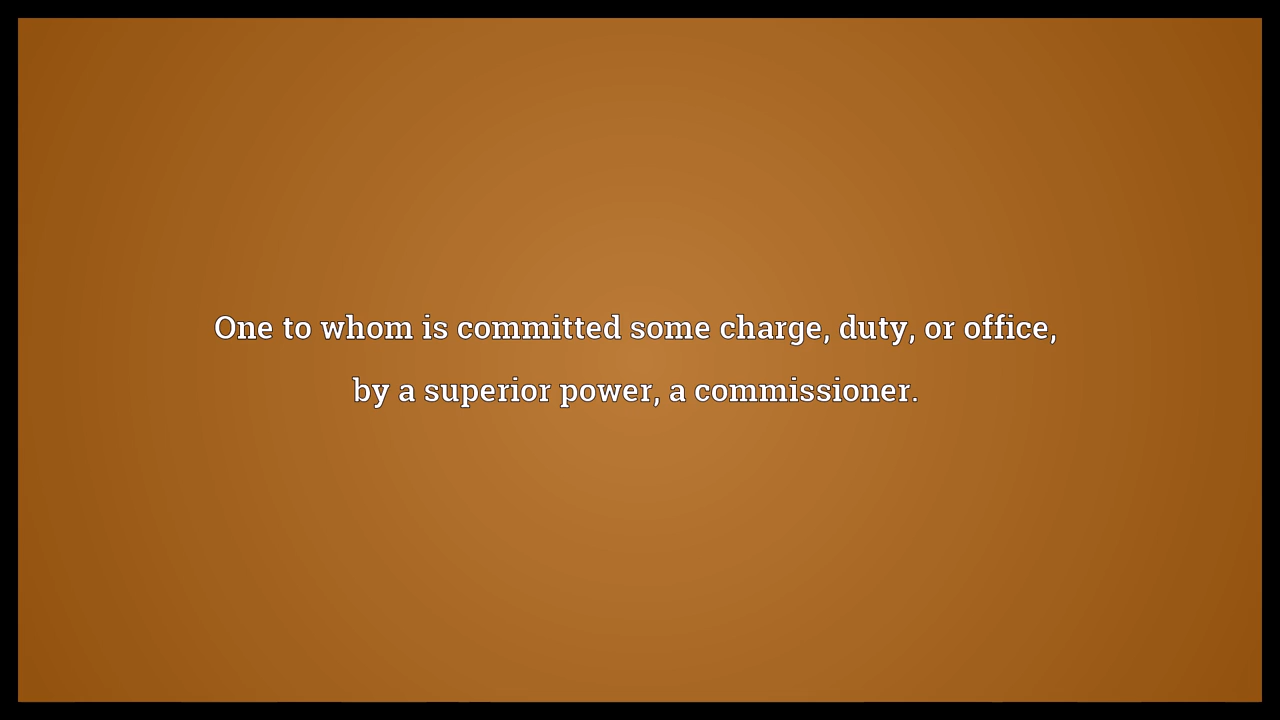 One to whom is committed some charge, duty, or office,
by a superior power, a commissioner.